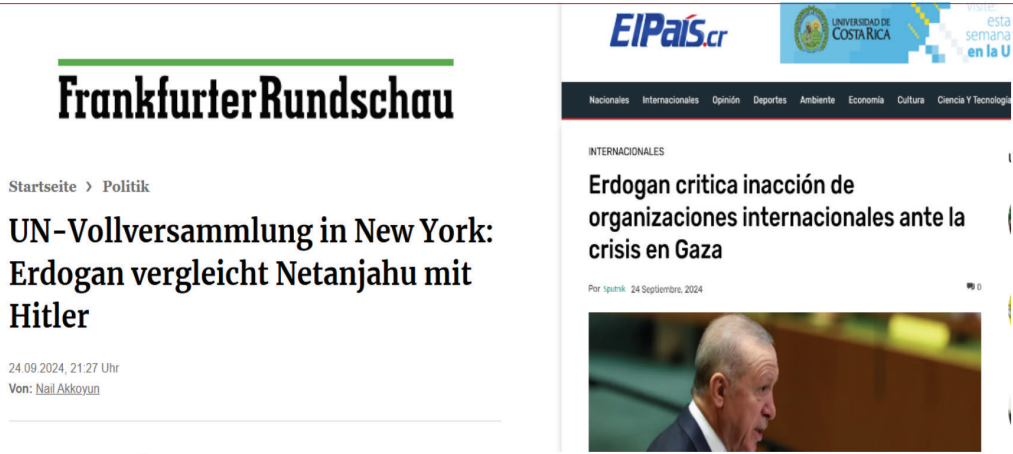 Frankfurter Rundschau
Startseite > Politik
UN-Vollversammlung in New York:
Erdogan vergleicht Netanjahu mit
Hitler
24.09.2024, 21:27 Uhr
Von: Nail Akkoyun
ElPaís.cr
UNIVERSIDAD DE
COSTA RICA
visite:
esta
semana
en la U
Nacionales Internacionales Opinión Deportes Ambiente Economía Cultura Ciencia Y Tecnología
INTERNACIONALES
Erdogan critica inacción de
organizaciones internacionales ante la
crisis en Gaza
Por Sputnik 24 Septiembre, 2024
0